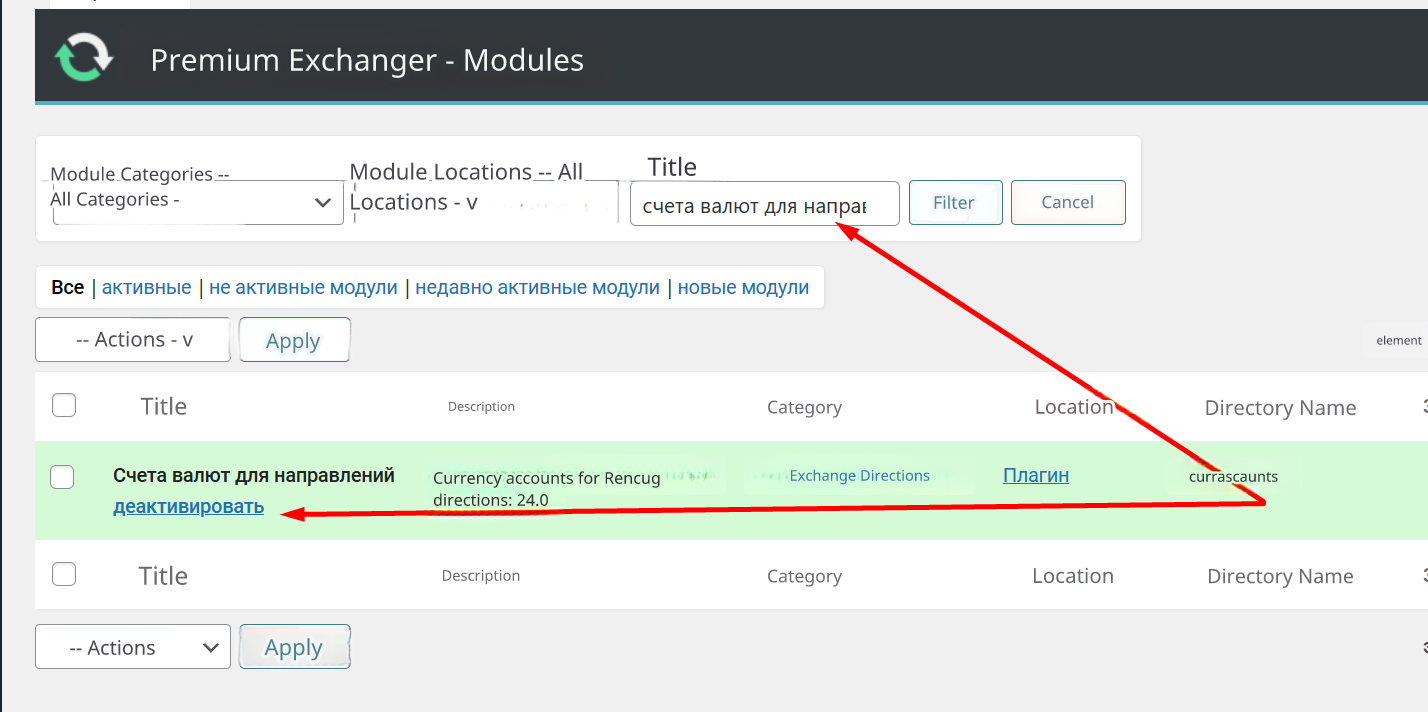 Premium Exchanger - Modules
Module Categories --
All Categories -
Module Locations -- All
Locations - v
Title
счета валют для направ
Filter
Cancel
Все | активные | не активные модули | недавно активные модули | новые модули
-- Actions - v
Apply
element
Title
Description
Category
Location
Directory Name
Счета валют для направлений
деактивировать
Currency accounts for Rencug
directions: 24.0
Exchange Directions
Плагин
currascaunts
Title
Description
Category
Location
Directory Name
-- Actions
Apply